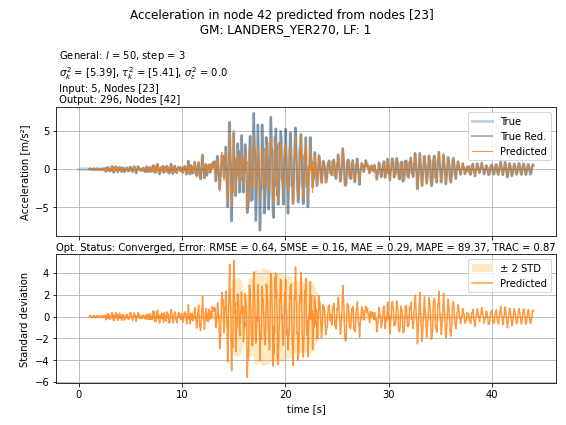 Acceleration in node 42 predicted from nodes [23]
GM: LANDERS_YER270, LF: 1
General: l = 50, step = 3
σ²ₖ = [5.39], τ²ₖ = [5.41], σ²ε = 0.0
Input: 5, Nodes [23]
Output: 296, Nodes [42]
Acceleration [m/s²]
5
0
−5
True
True Red.
Predicted
Opt. Status: Converged, Error: RMSE = 0.64, SMSE = 0.16, MAE = 0.29, MAPE = 89.37, TRAC = 0.87
Standard deviation
4
2
0
−2
−4
−6
± 2 STD
Predicted
0 10 20 30 40
time [s]